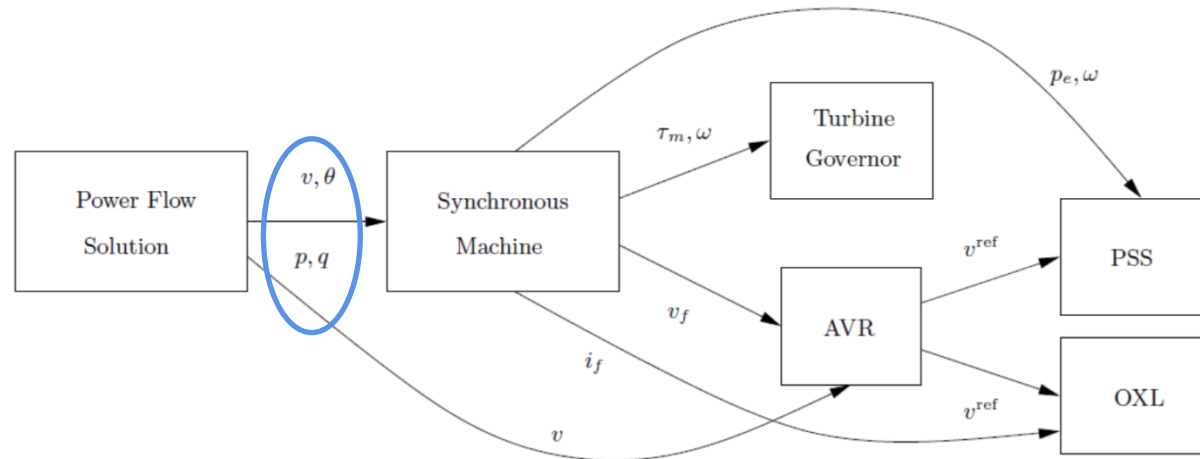 p_e, ω
Turbine
Governor
τ_m, ω
v, θ
Power Flow
Solution
Synchronous
Machine
p, q
v^ref
PSS
v_f
AVR
i_f
v^ref
OXL
v